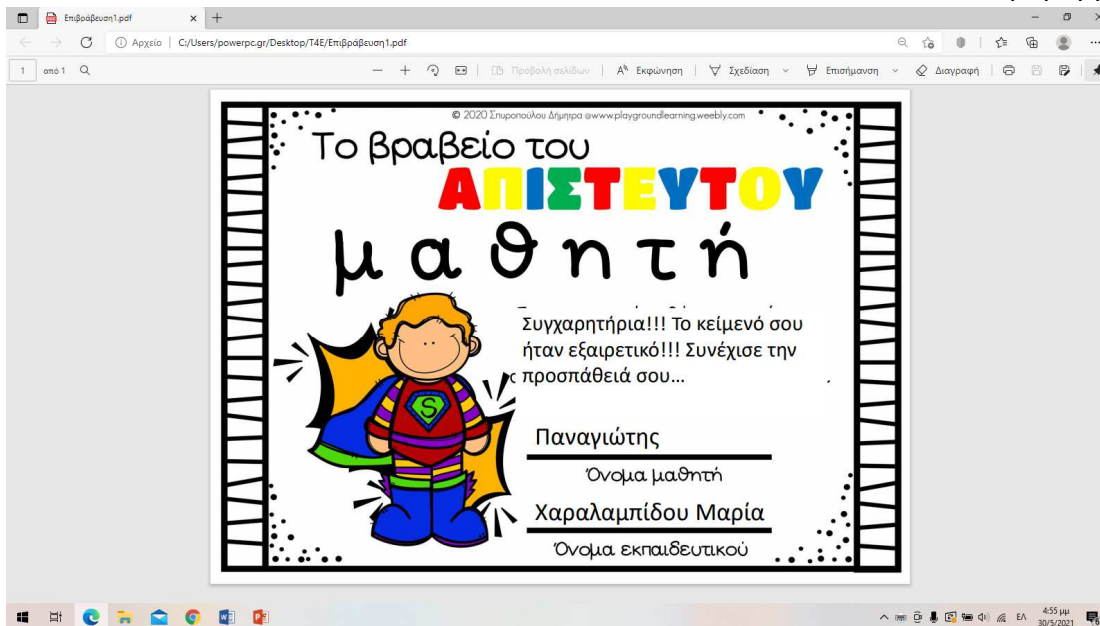 Επιβράβευση1.pdf
Αρχείο | C:/Users/powerpc.gr/Desktop/T4E/Επιβράβευση1.pdf
1 από 1 Προβολή σελίδων Εκφώνηση Σχεδίαση Επισήμανση Διαγραφή
© 2020 Σπυροπούλου Δήμητρα @www.playgroundlearning.weebly.com
Το βραβείο του
ΑΠΙΣΤΕΥΤΟΥ
μαθητή
Συγχαρητήρια!!! Το κείμενό σου
ήταν εξαιρετικό!!! Συνέχισε την
προσπάθειά σου...
Παναγιώτης
Όνομα μαθητή
Χαραλαμπίδου Μαρία
Όνομα εκπαιδευτικού
S
ΕΛ 4:55 μμ
30/5/2021